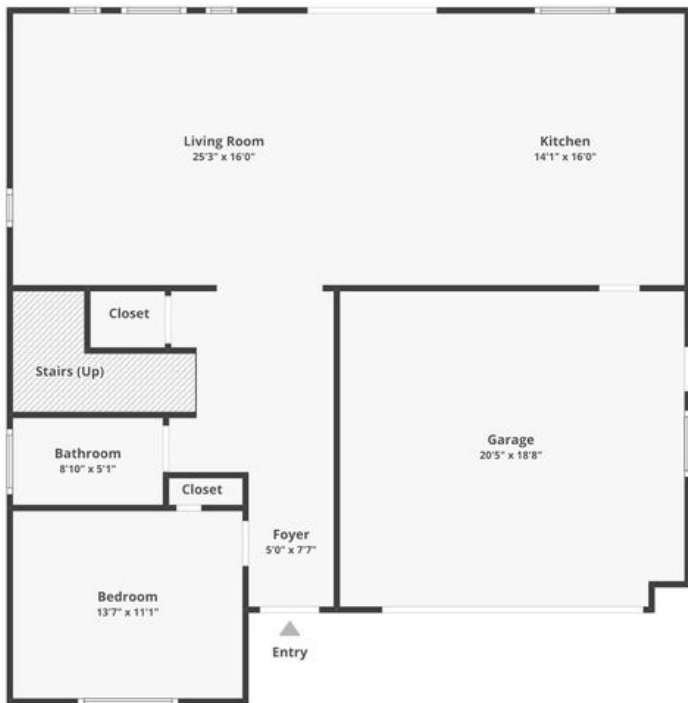 Living Room
25'3" x 16'0"
Kitchen
14'1" x 16'0"
Closet
Stairs (Up)
Bathroom
8'10" x 5'1"
Closet
Garage
20'5" x 18'8"
Foyer
5'0" x 7'7"
Bedroom
13'7" x 11'1"
Entry